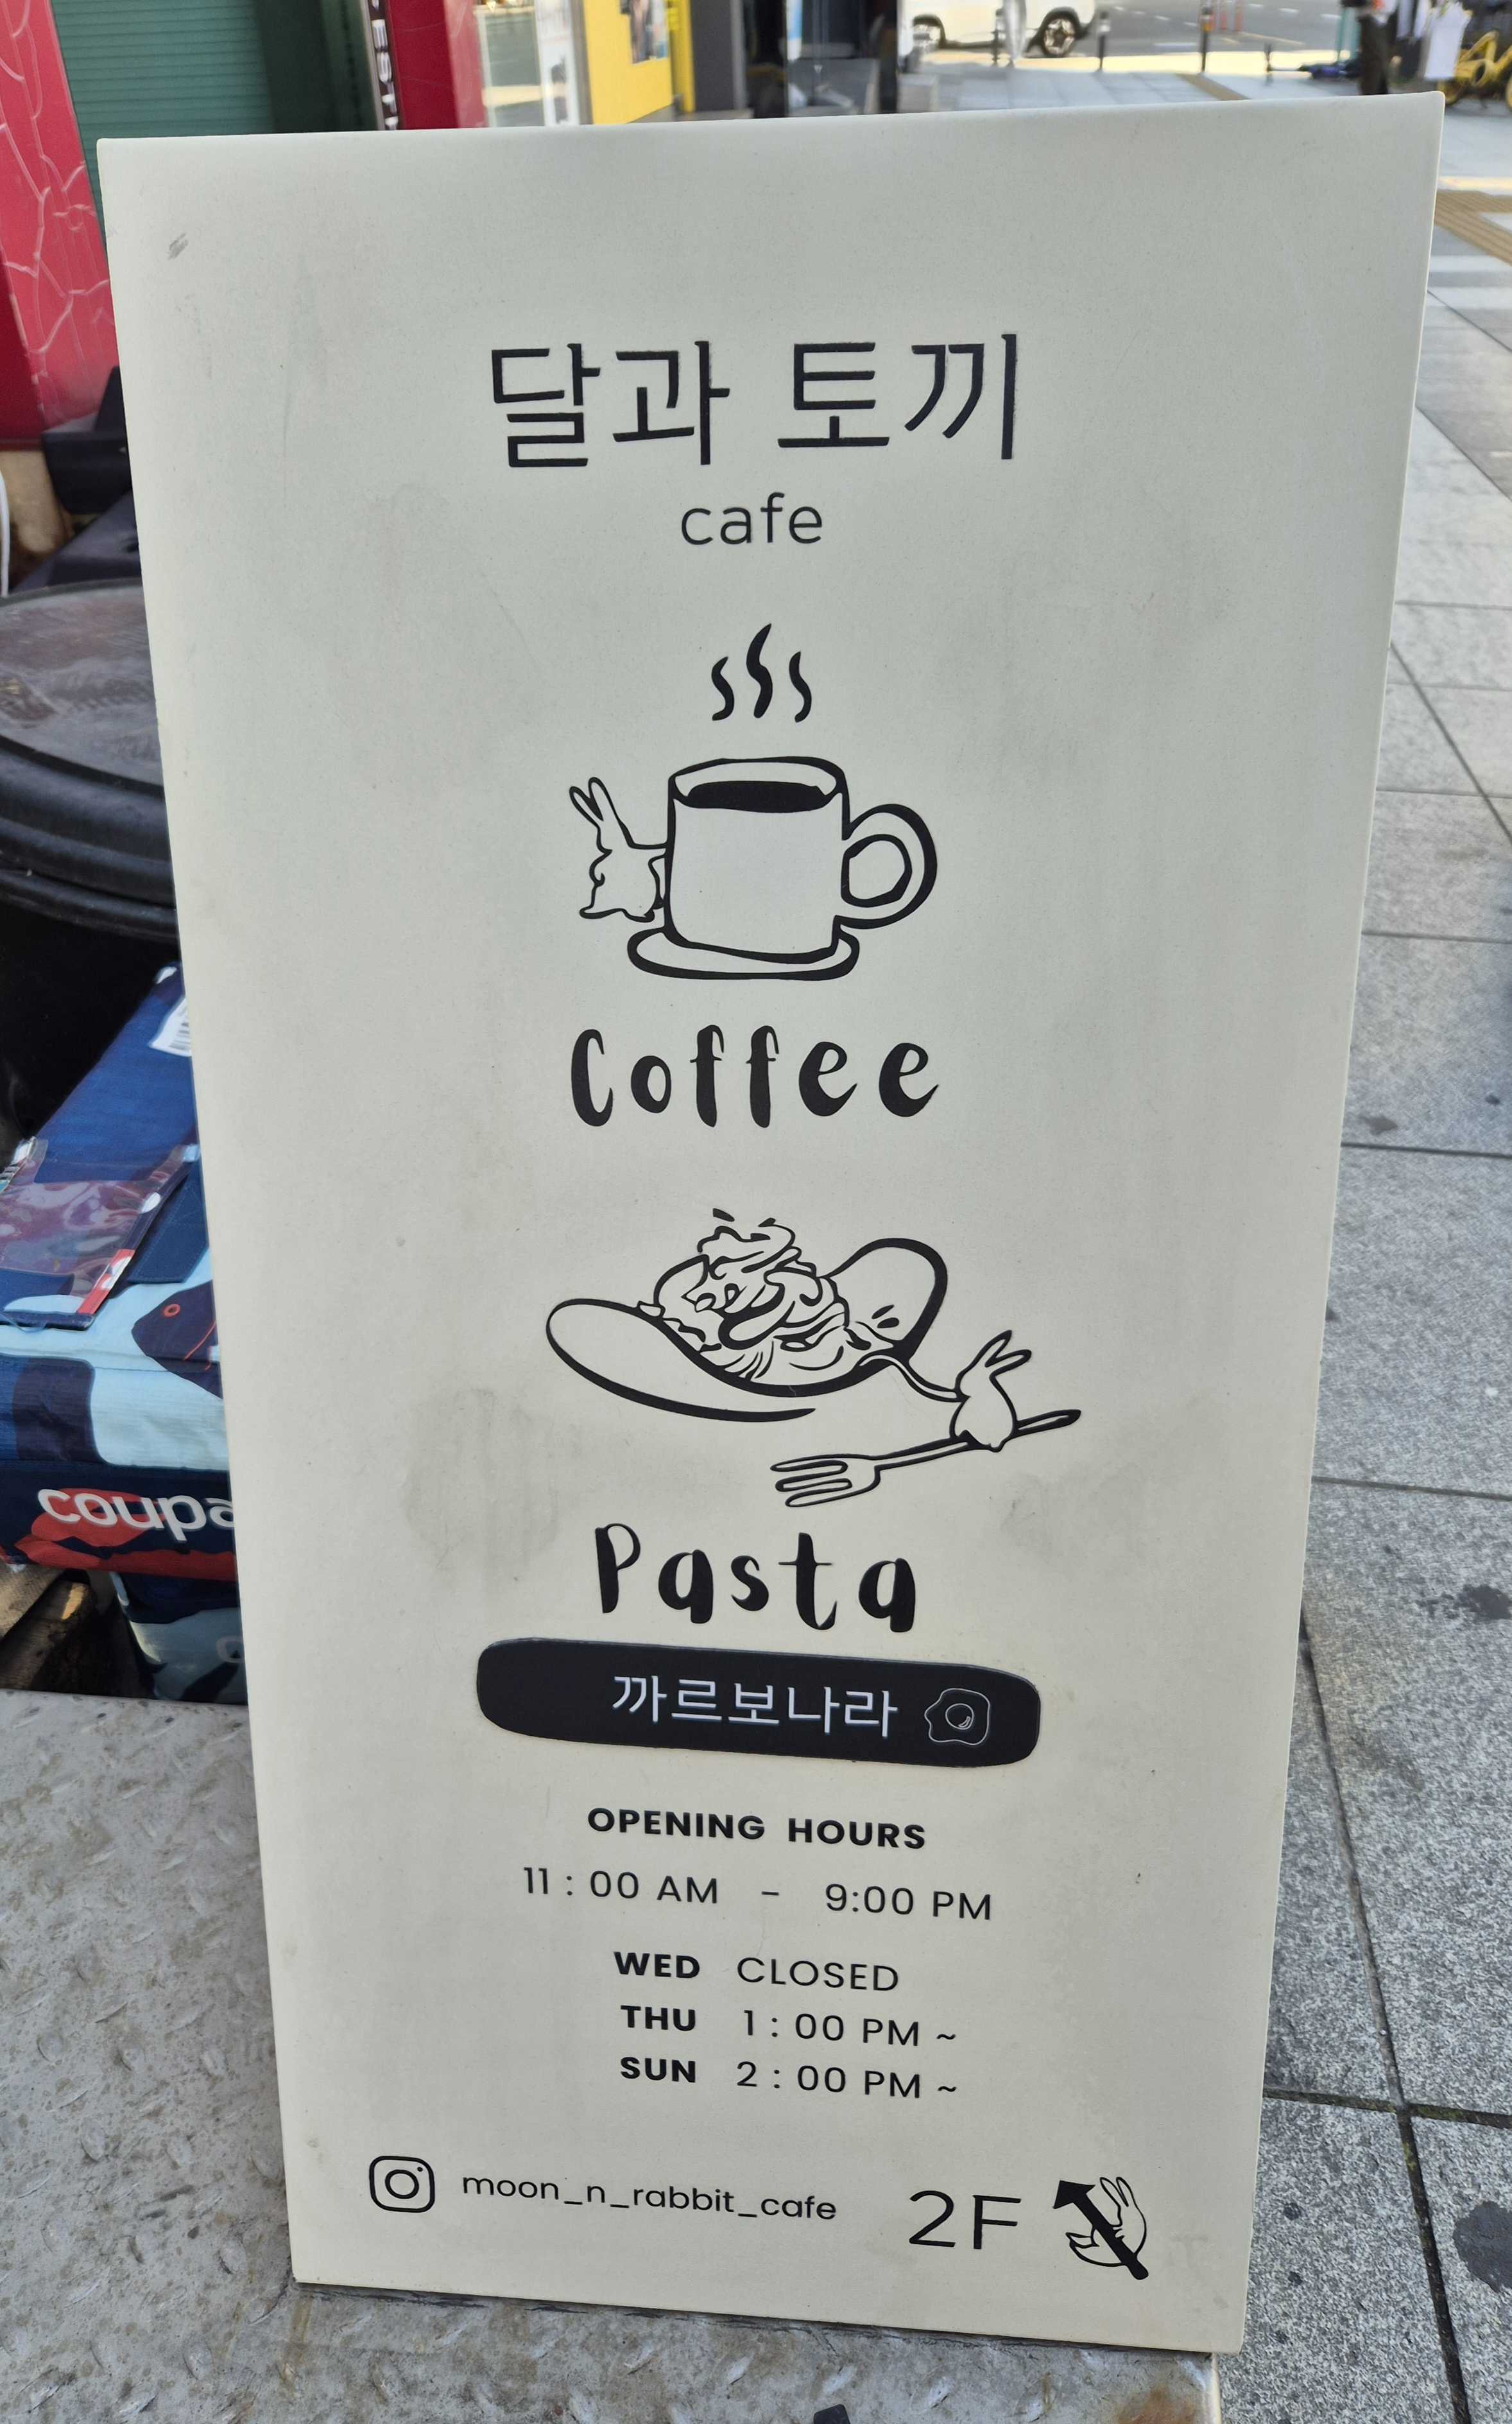 달과 토끼
cafe
Coffee
Pasta
까르보나라
OPENING HOURS
11 : 00 AM - 9:00 PM
WED CLOSED
THU 1 : 00 PM ~
SUN 2 : 00 PM ~
moon_n_rabbit_cafe 2F
coupa